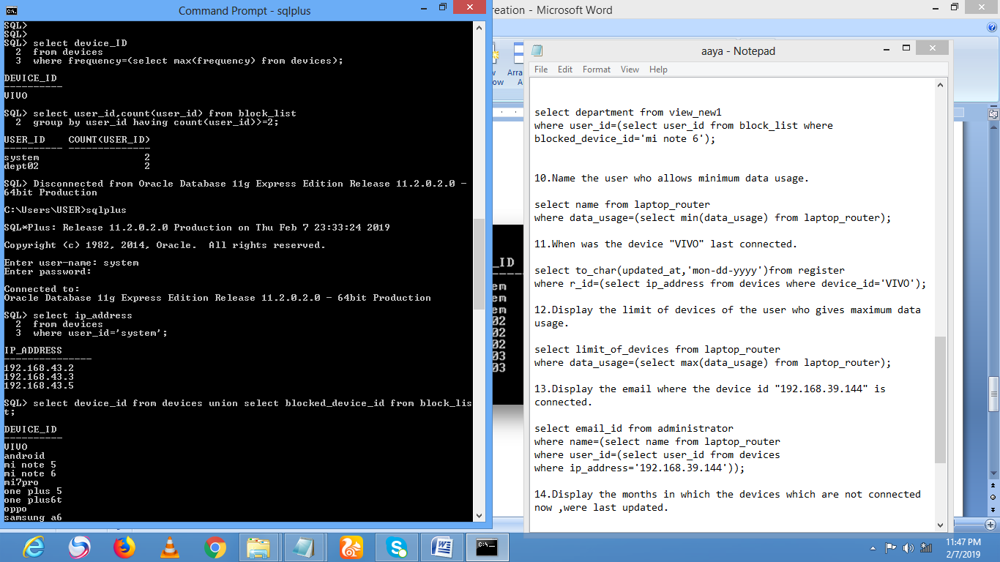 Command Prompt - sqlplus
SQL>
SQL>
SQL> select device_ID
2 from devices
3 where frequency=(select max(frequency) from devices);
DEVICE_ID
----------
VIVO
SQL> select user_id,count(user_id) from block_list
2 group by user_id having count(user_id)>=2;
USER_ID COUNT(USER_ID)
---------- --------------
system 2
dept02 2
SQL> Disconnected from Oracle Database 11g Express Edition Release 11.2.0.2.0 -
64bit Production
C:\Users\USER>sqlplus
SQL*Plus: Release 11.2.0.2.0 Production on Thu Feb 7 23:33:24 2019
Copyright (c) 1982, 2014, Oracle. All rights reserved.
Enter user-name: system
Enter password:
Connected to:
Oracle Database 11g Express Edition Release 11.2.0.2.0 - 64bit Production
SQL> select ip_address
2 from devices
3 where user_id='system';
IP_ADDRESS
---------------
192.168.43.2
192.168.43.3
192.168.43.5
SQL> select device_id from devices union select blocked_device_id from block_lis
t;
DEVICE_ID
----------
VIVO
android
mi note 5
mi note 6
mi7pro
one plus 5
one plus6t
oppo
samsung a6
reation - Microsoft Word
w Arra
ow A
_ID
em
em
em
02
02
02
03
03
aaya - Notepad
File Edit Format View Help
select department from view_new1
where user_id=(select user_id from block_list where
blocked_device_id='mi note 6');
10.Name the user who allows minimum data usage.
select name from laptop_router
where data_usage=(select min(data_usage) from laptop_router);
11.When was the device "VIVO" last connected.
select to_char(updated_at,'mon-dd-yyyy')from register
where r_id=(select ip_address from devices where device_id='VIVO');
12.Display the limit of devices of the user who gives maximum data
usage.
select limit_of_devices from laptop_router
where data_usage=(select max(data_usage) from laptop_router);
13.Display the email where the device id "192.168.39.144" is
connected.
select email_id from administrator
where name=(select name from laptop_router
where user_id=(select user_id from devices
where ip_address='192.168.39.144'));
14.Display the months in which the devices which are not connected
now ,were last updated.
11:47 PM
2/7/2019